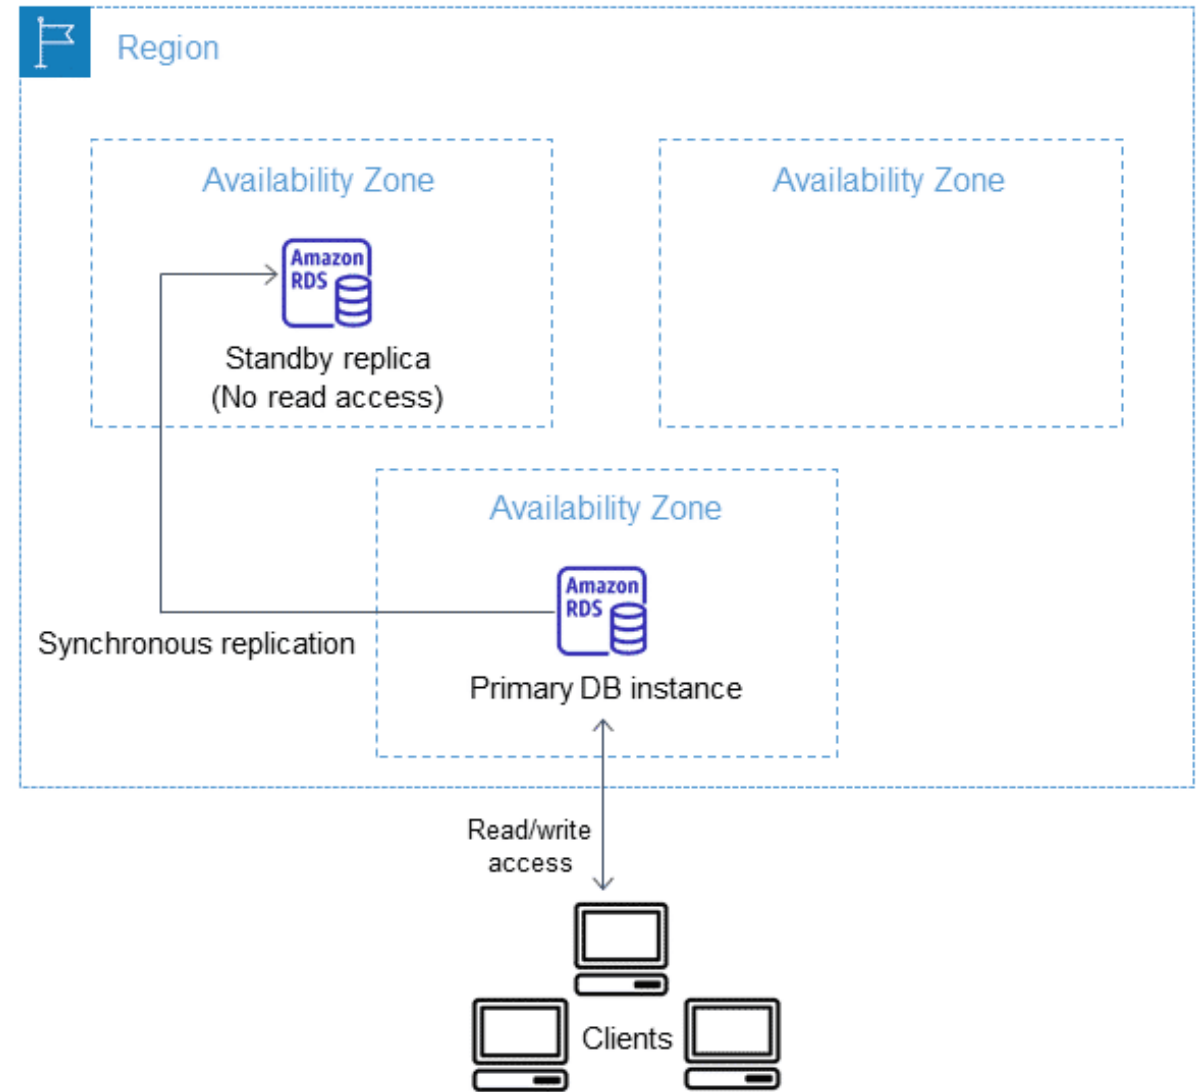 Region
Availability Zone
Availability Zone
Amazon
RDS
Standby replica
(No read access)
Availability Zone
Amazon
RDS
Synchronous replication
Primary DB instance
Read/write
access
Clients